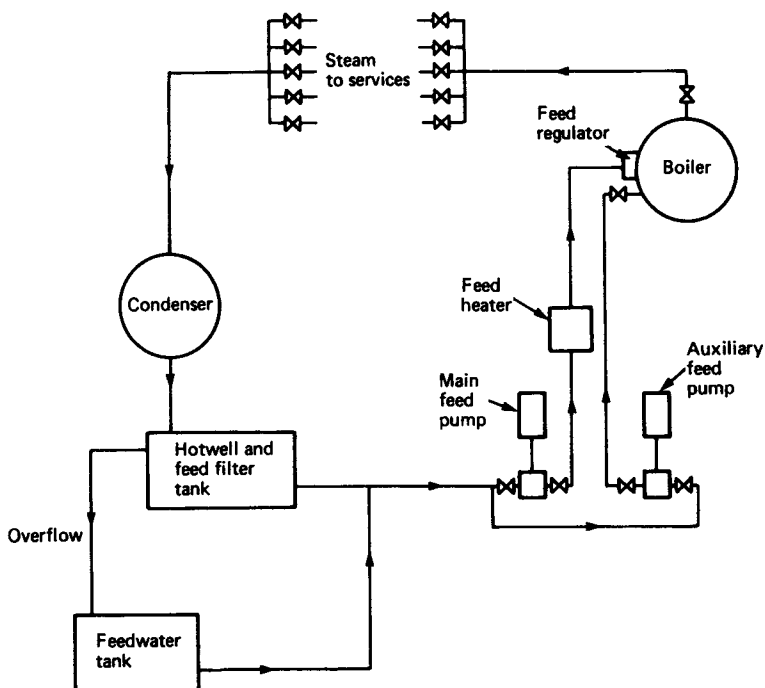 Steam
to services
Feed
regulator
Boiler
Condenser
Feed
heater
Auxiliary
feed
pump
Main
feed
pump
Hotwell and
feed filter
tank
Overflow
Feedwater
tank